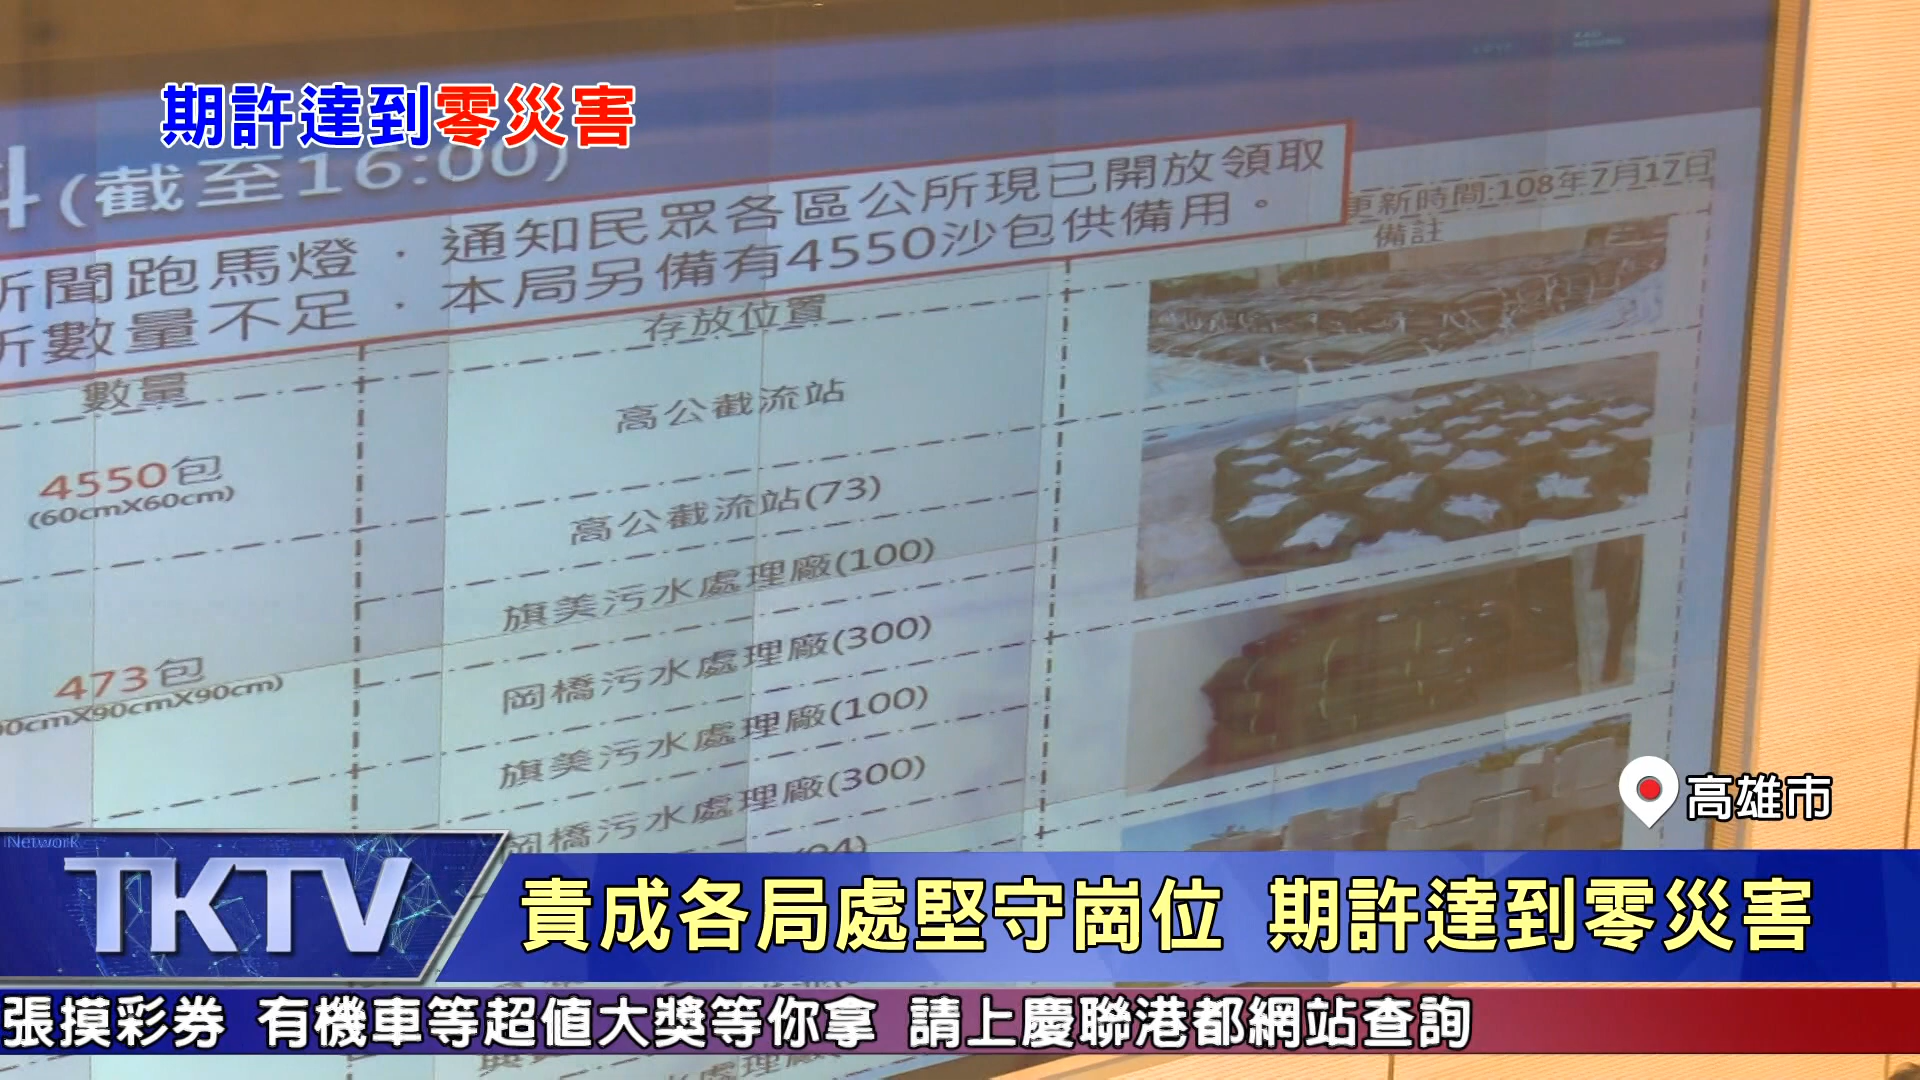 期許達到零災害
(截至16:00)
新聞跑馬燈，通知民眾各區公所現已開放領取
所數量不足，本局另備有4550沙包供備用。
更新時間:108年7月17日
備註
數量
存放位置
4550包
(60cmX60cm)
高公截流站
高公截流站(73)
473包
90cmX90cmX90cm)
旗美污水處理廠(100)
岡橋污水處理廠(300)
旗美污水處理廠(100)
岡橋污水處理廠(300)
高雄市
Network
TKTV
責成各局處堅守崗位 期許達到零災害
張摸彩券 有機車等超值大獎等你拿 請上慶聯港都網站查詢